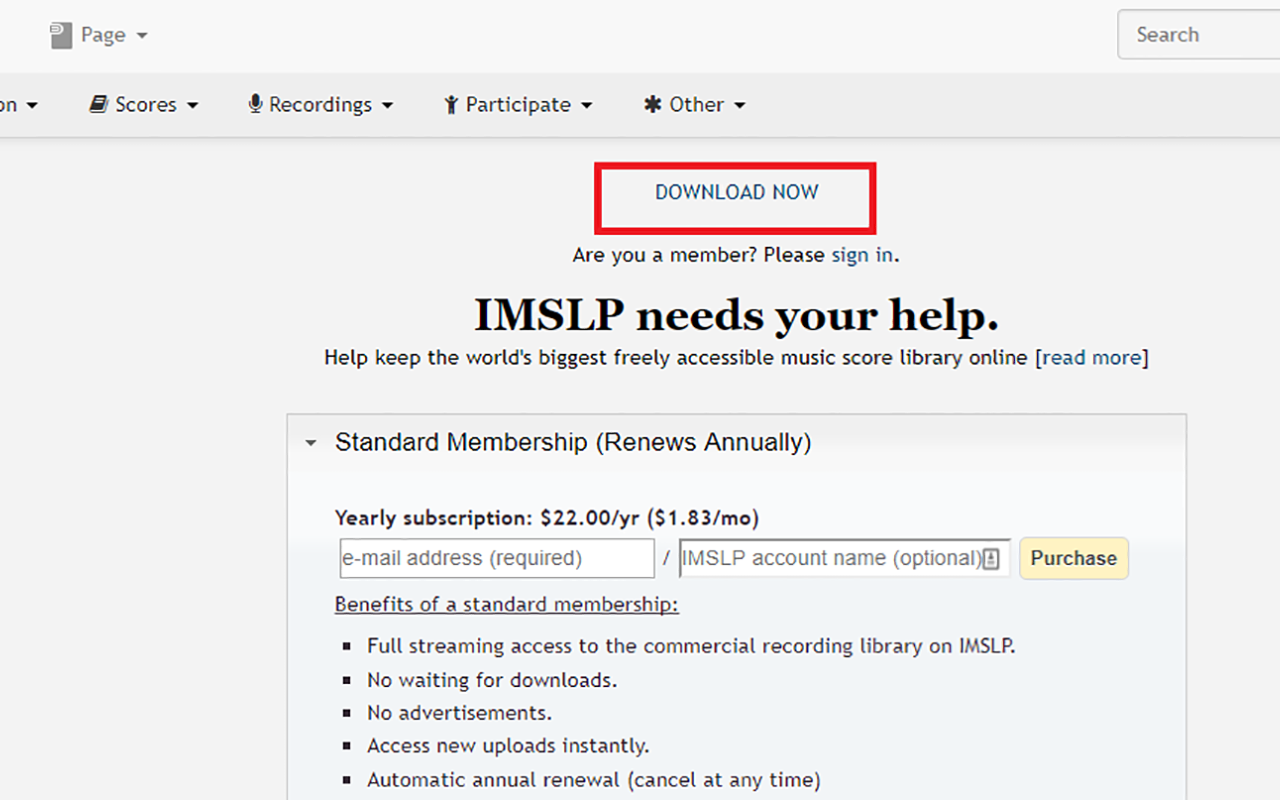 Page
Search
on Scores Recordings Participate Other
DOWNLOAD NOW
Are you a member? Please sign in.
IMSLP needs your help.
Help keep the world's biggest freely accessible music score library online [read more]
Standard Membership (Renews Annually)
Yearly subscription: $22.00/yr ($1.83/mo)
e-mail address (required) / IMSLP account name (optional) Purchase
Benefits of a standard membership:
Full streaming access to the commercial recording library on IMSLP.
No waiting for downloads.
No advertisements.
Access new uploads instantly.
Automatic annual renewal (cancel at any time)